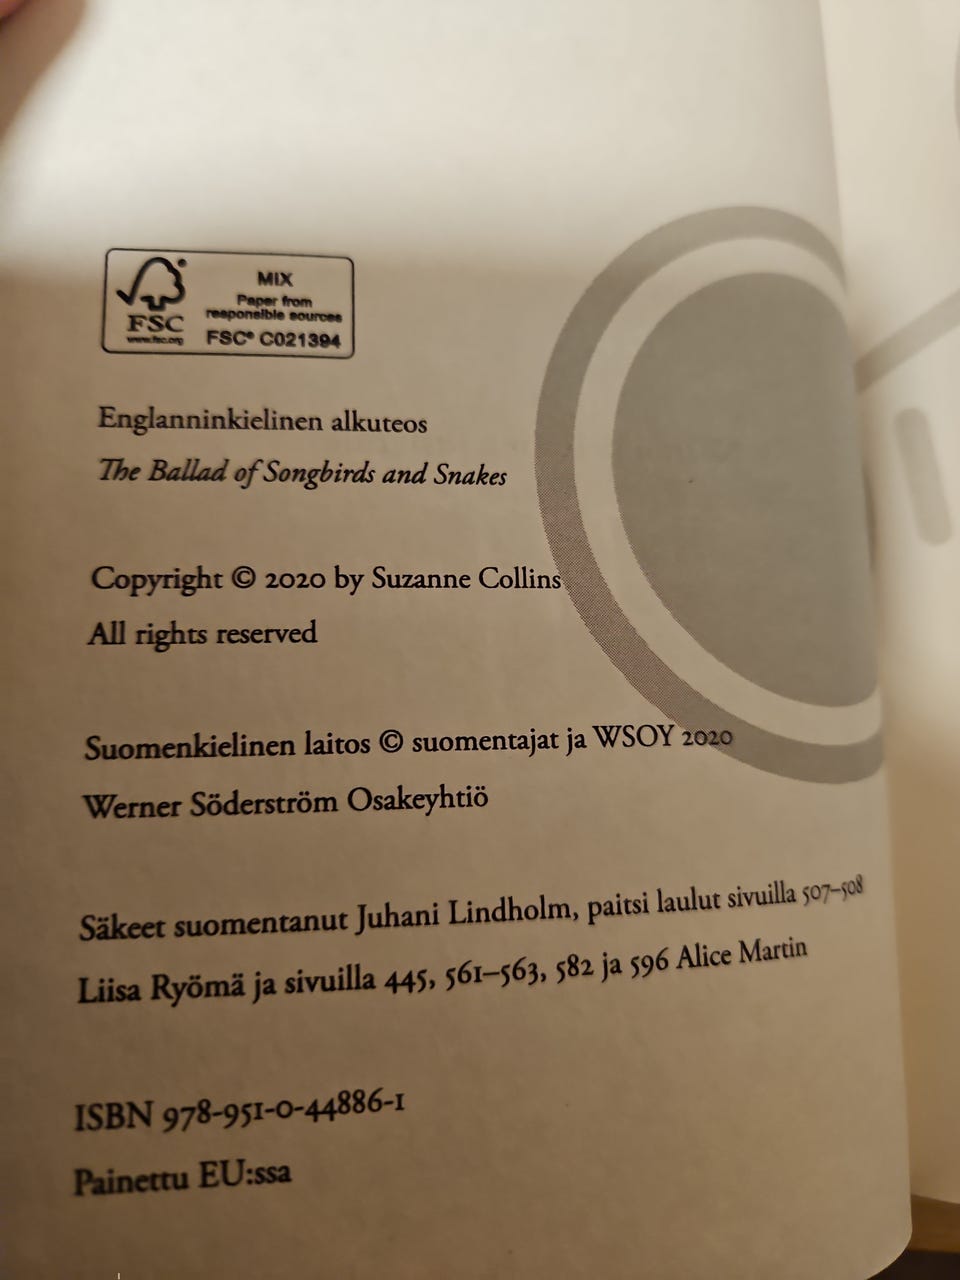 MIX
Paper from
responsible sources
FSC® C021394
®
FSC
www.fsc.org
Englanninkielinen alkuteos
The Ballad of Songbirds and Snakes
Copyright © 2020 by Suzanne Collins
All rights reserved
Suomenkielinen laitos © suomentajat ja WSOY 2020
Werner Söderström Osakeyhtiö
Säkeet suomentanut Juhani Lindholm, paitsi laulut sivuilla 507–508
Liisa Ryömä ja sivuilla 445, 561–563, 582 ja 596 Alice Martin
ISBN 978-951-0-44886-1
Painettu EU:ssa